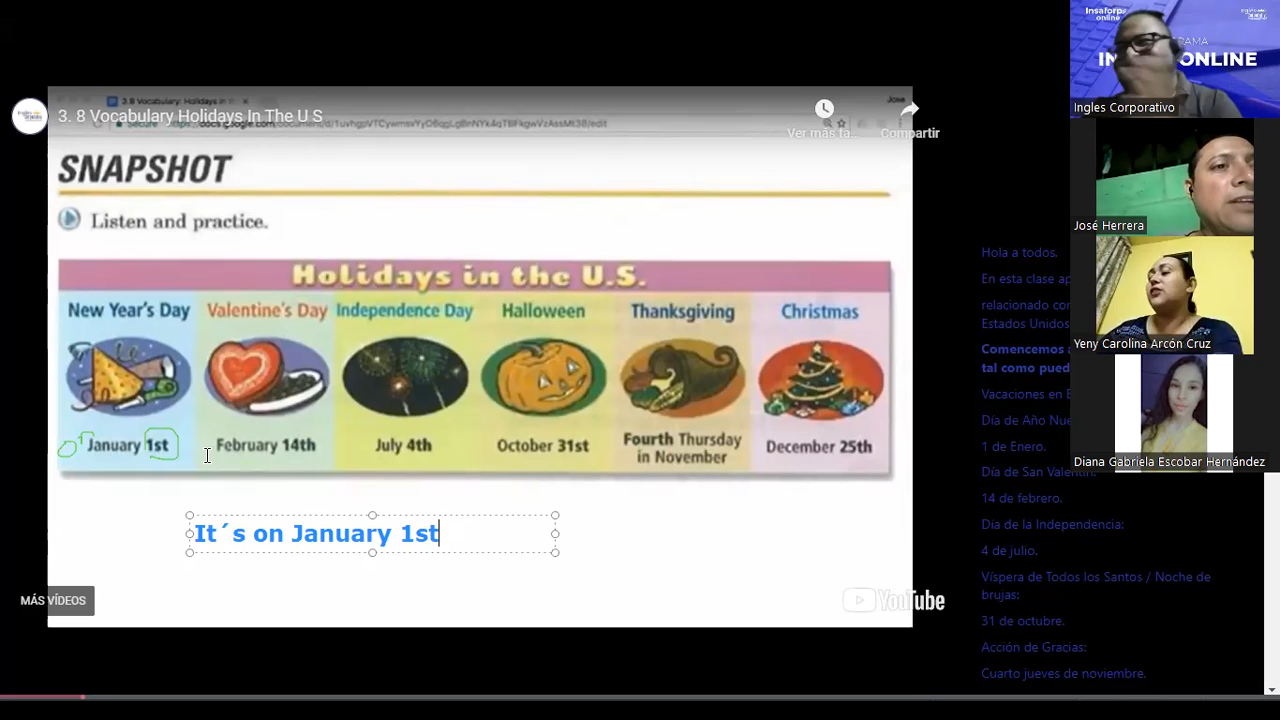 3. 8 Vocabulary Holidays In The U S
Ver más ta...
Compartir
SNAPSHOT
Listen and practice.
Holidays in the U.S.
New Year's Day
Valentine's Day
Independence Day
Halloween
Thanksgiving
Christmas
January 1st
February 14th
July 4th
October 31st
Fourth Thursday
in November
December 25th
It´s on January 1st
MÁS VÍDEOS
YouTube
Insaforp
online
ONLINE
Ingles Corporativo
José Herrera
Yeny Carolina Arcón Cruz
Diana Gabriela Escobar Hernández
Hola a todos.
En esta clase ap
relacionado co
Estados Unidos
Comencemos
tal como pued
Vacaciones en E
Día de Año Nue
1 de Enero.
Día de San Valentín:
14 de febrero.
Día de la Independencia:
4 de julio.
Víspera de Todos los Santos / Noche de
brujas:
31 de octubre.
Acción de Gracias:
Cuarto jueves de noviembre.